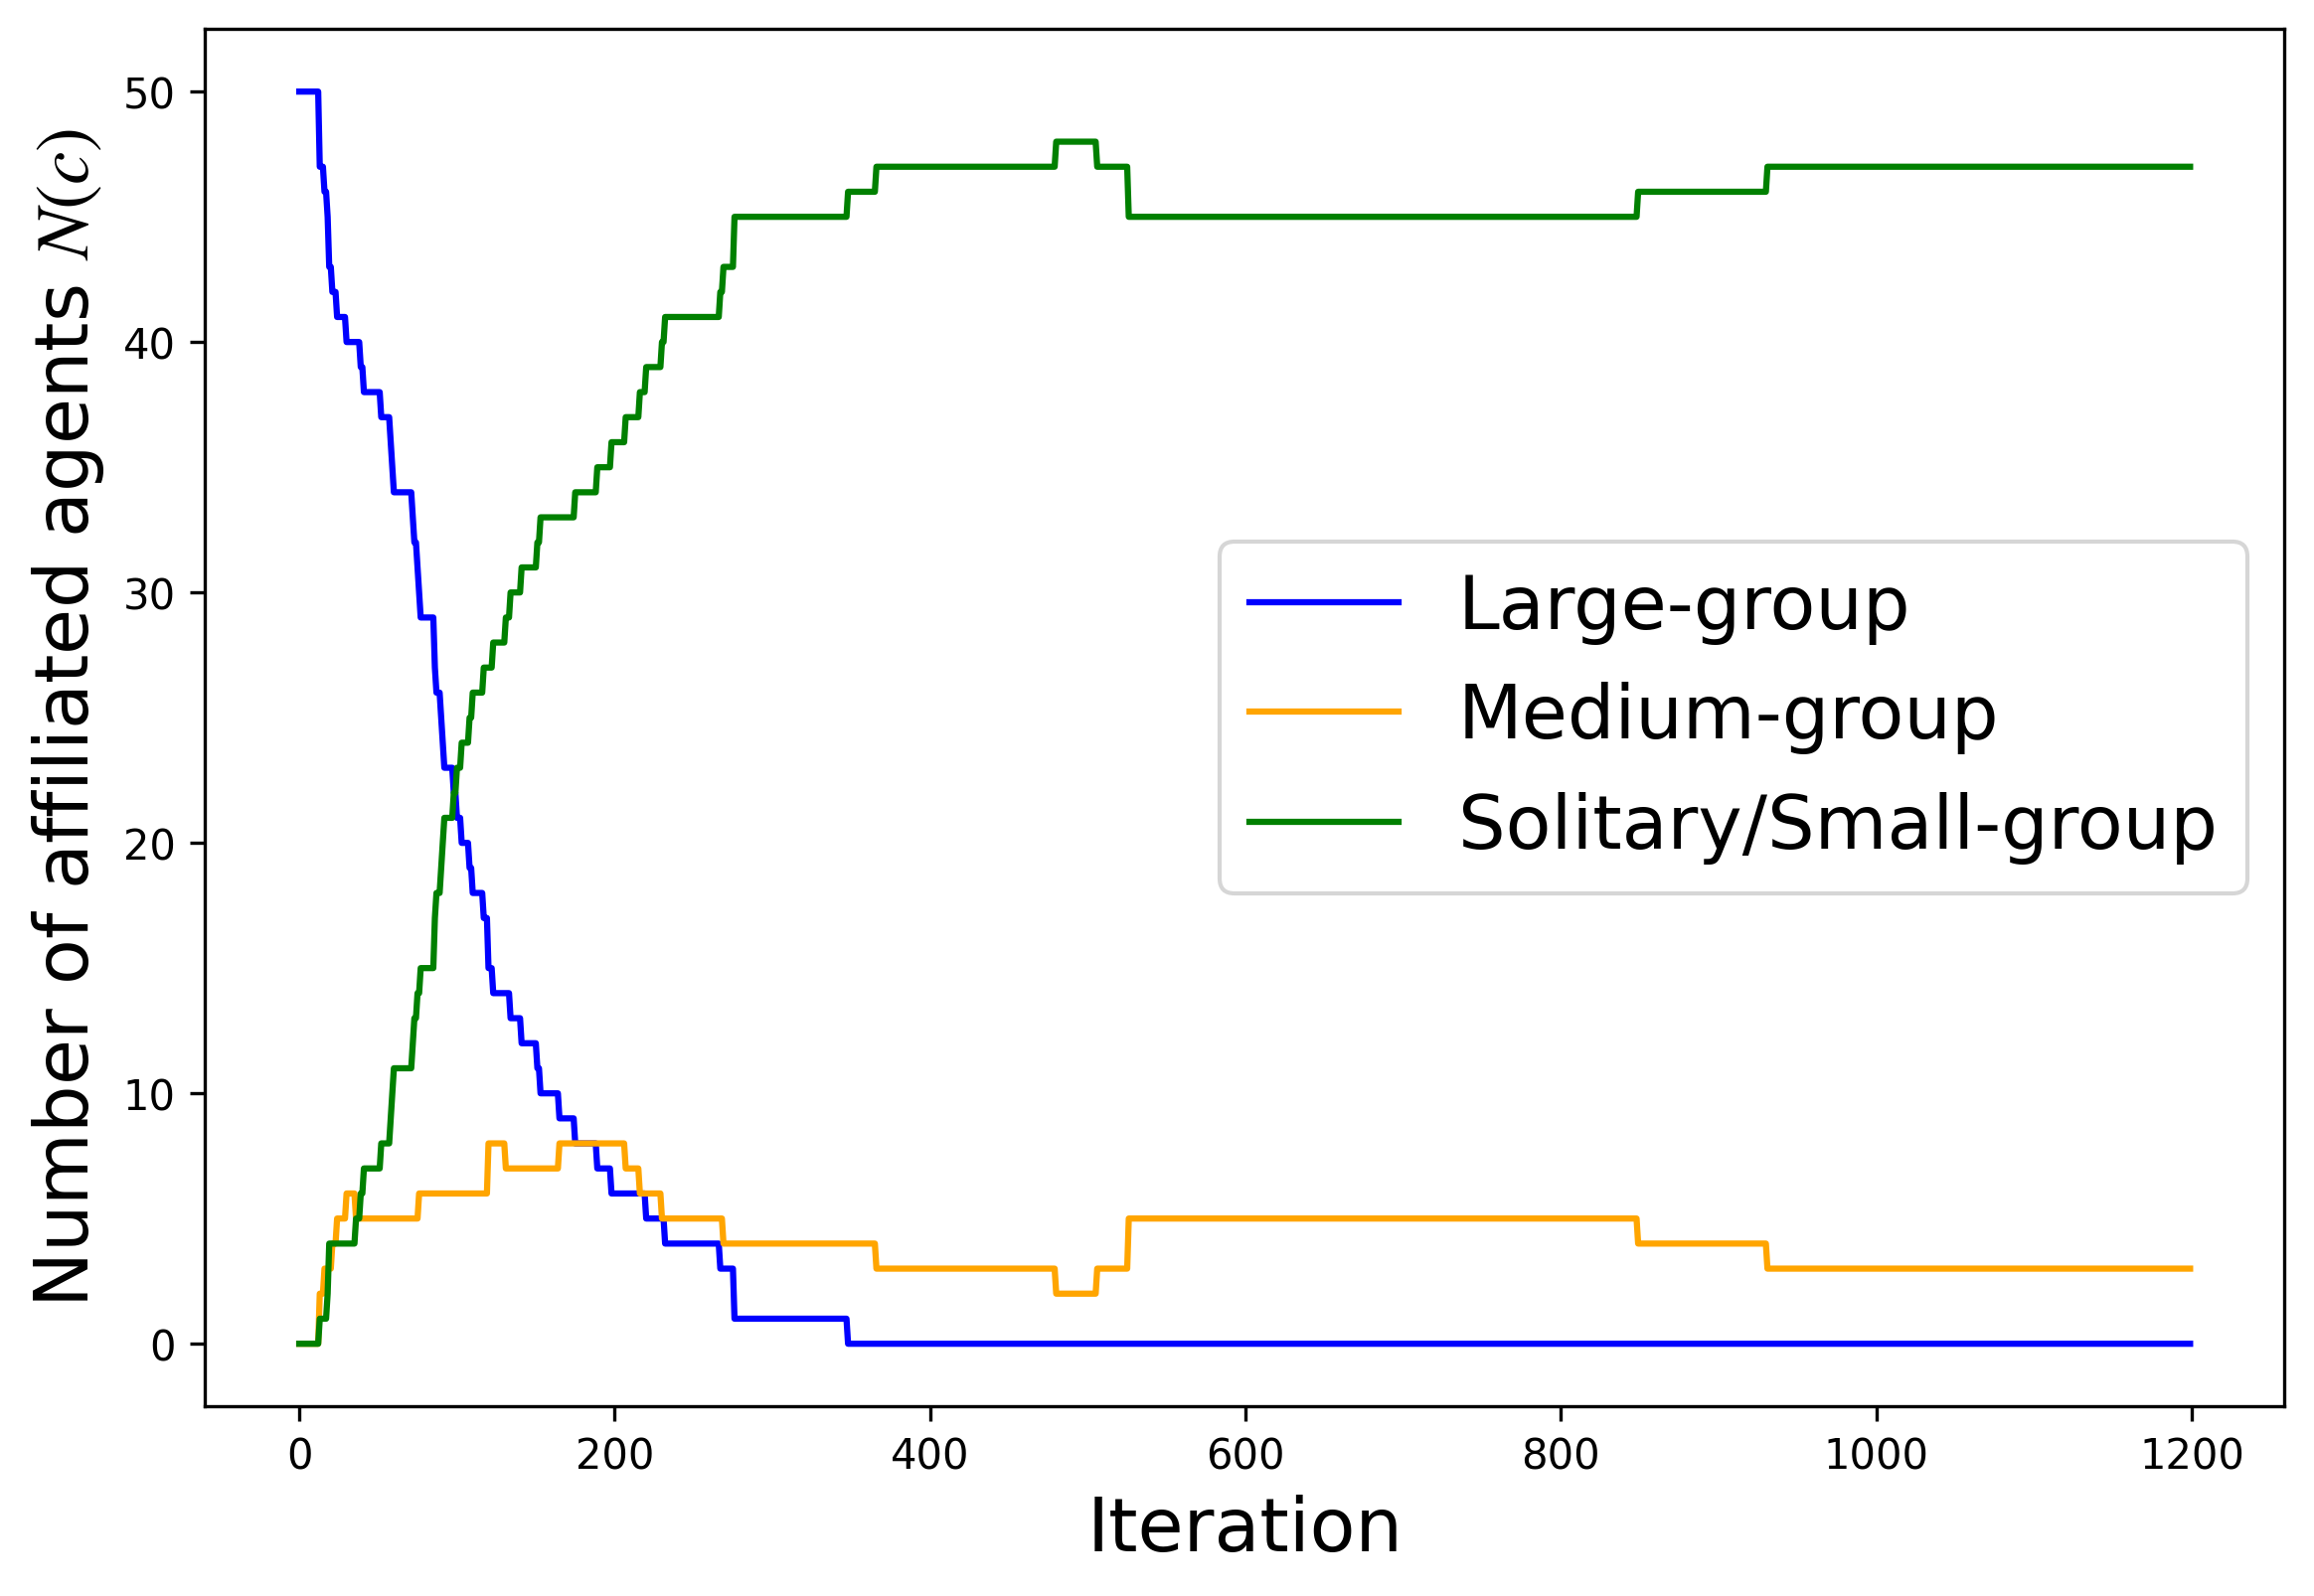 Number of affiliated agents N(c)
50
40
30
20
10
0
Large-group
Medium-group
Solitary/Small-group
0 200 400 600 800 1000 1200
Iteration